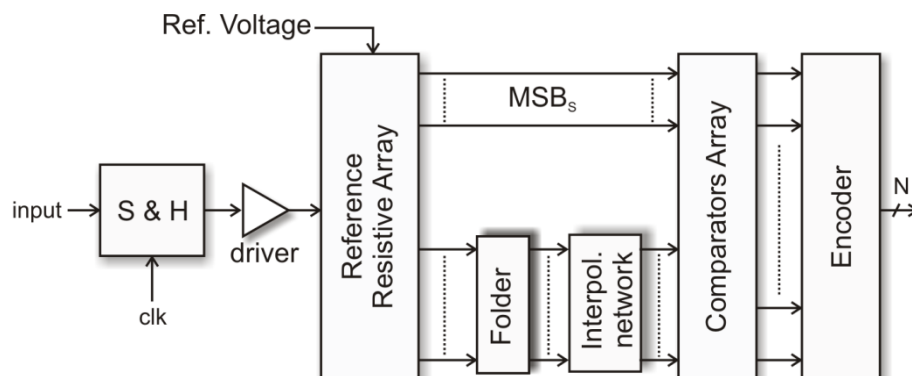 Ref. Voltage
MSBs
input
S & H
driver
clk
Reference
Resistive Array
Folder
Interpol.
network
Comparators Array
Encoder
N